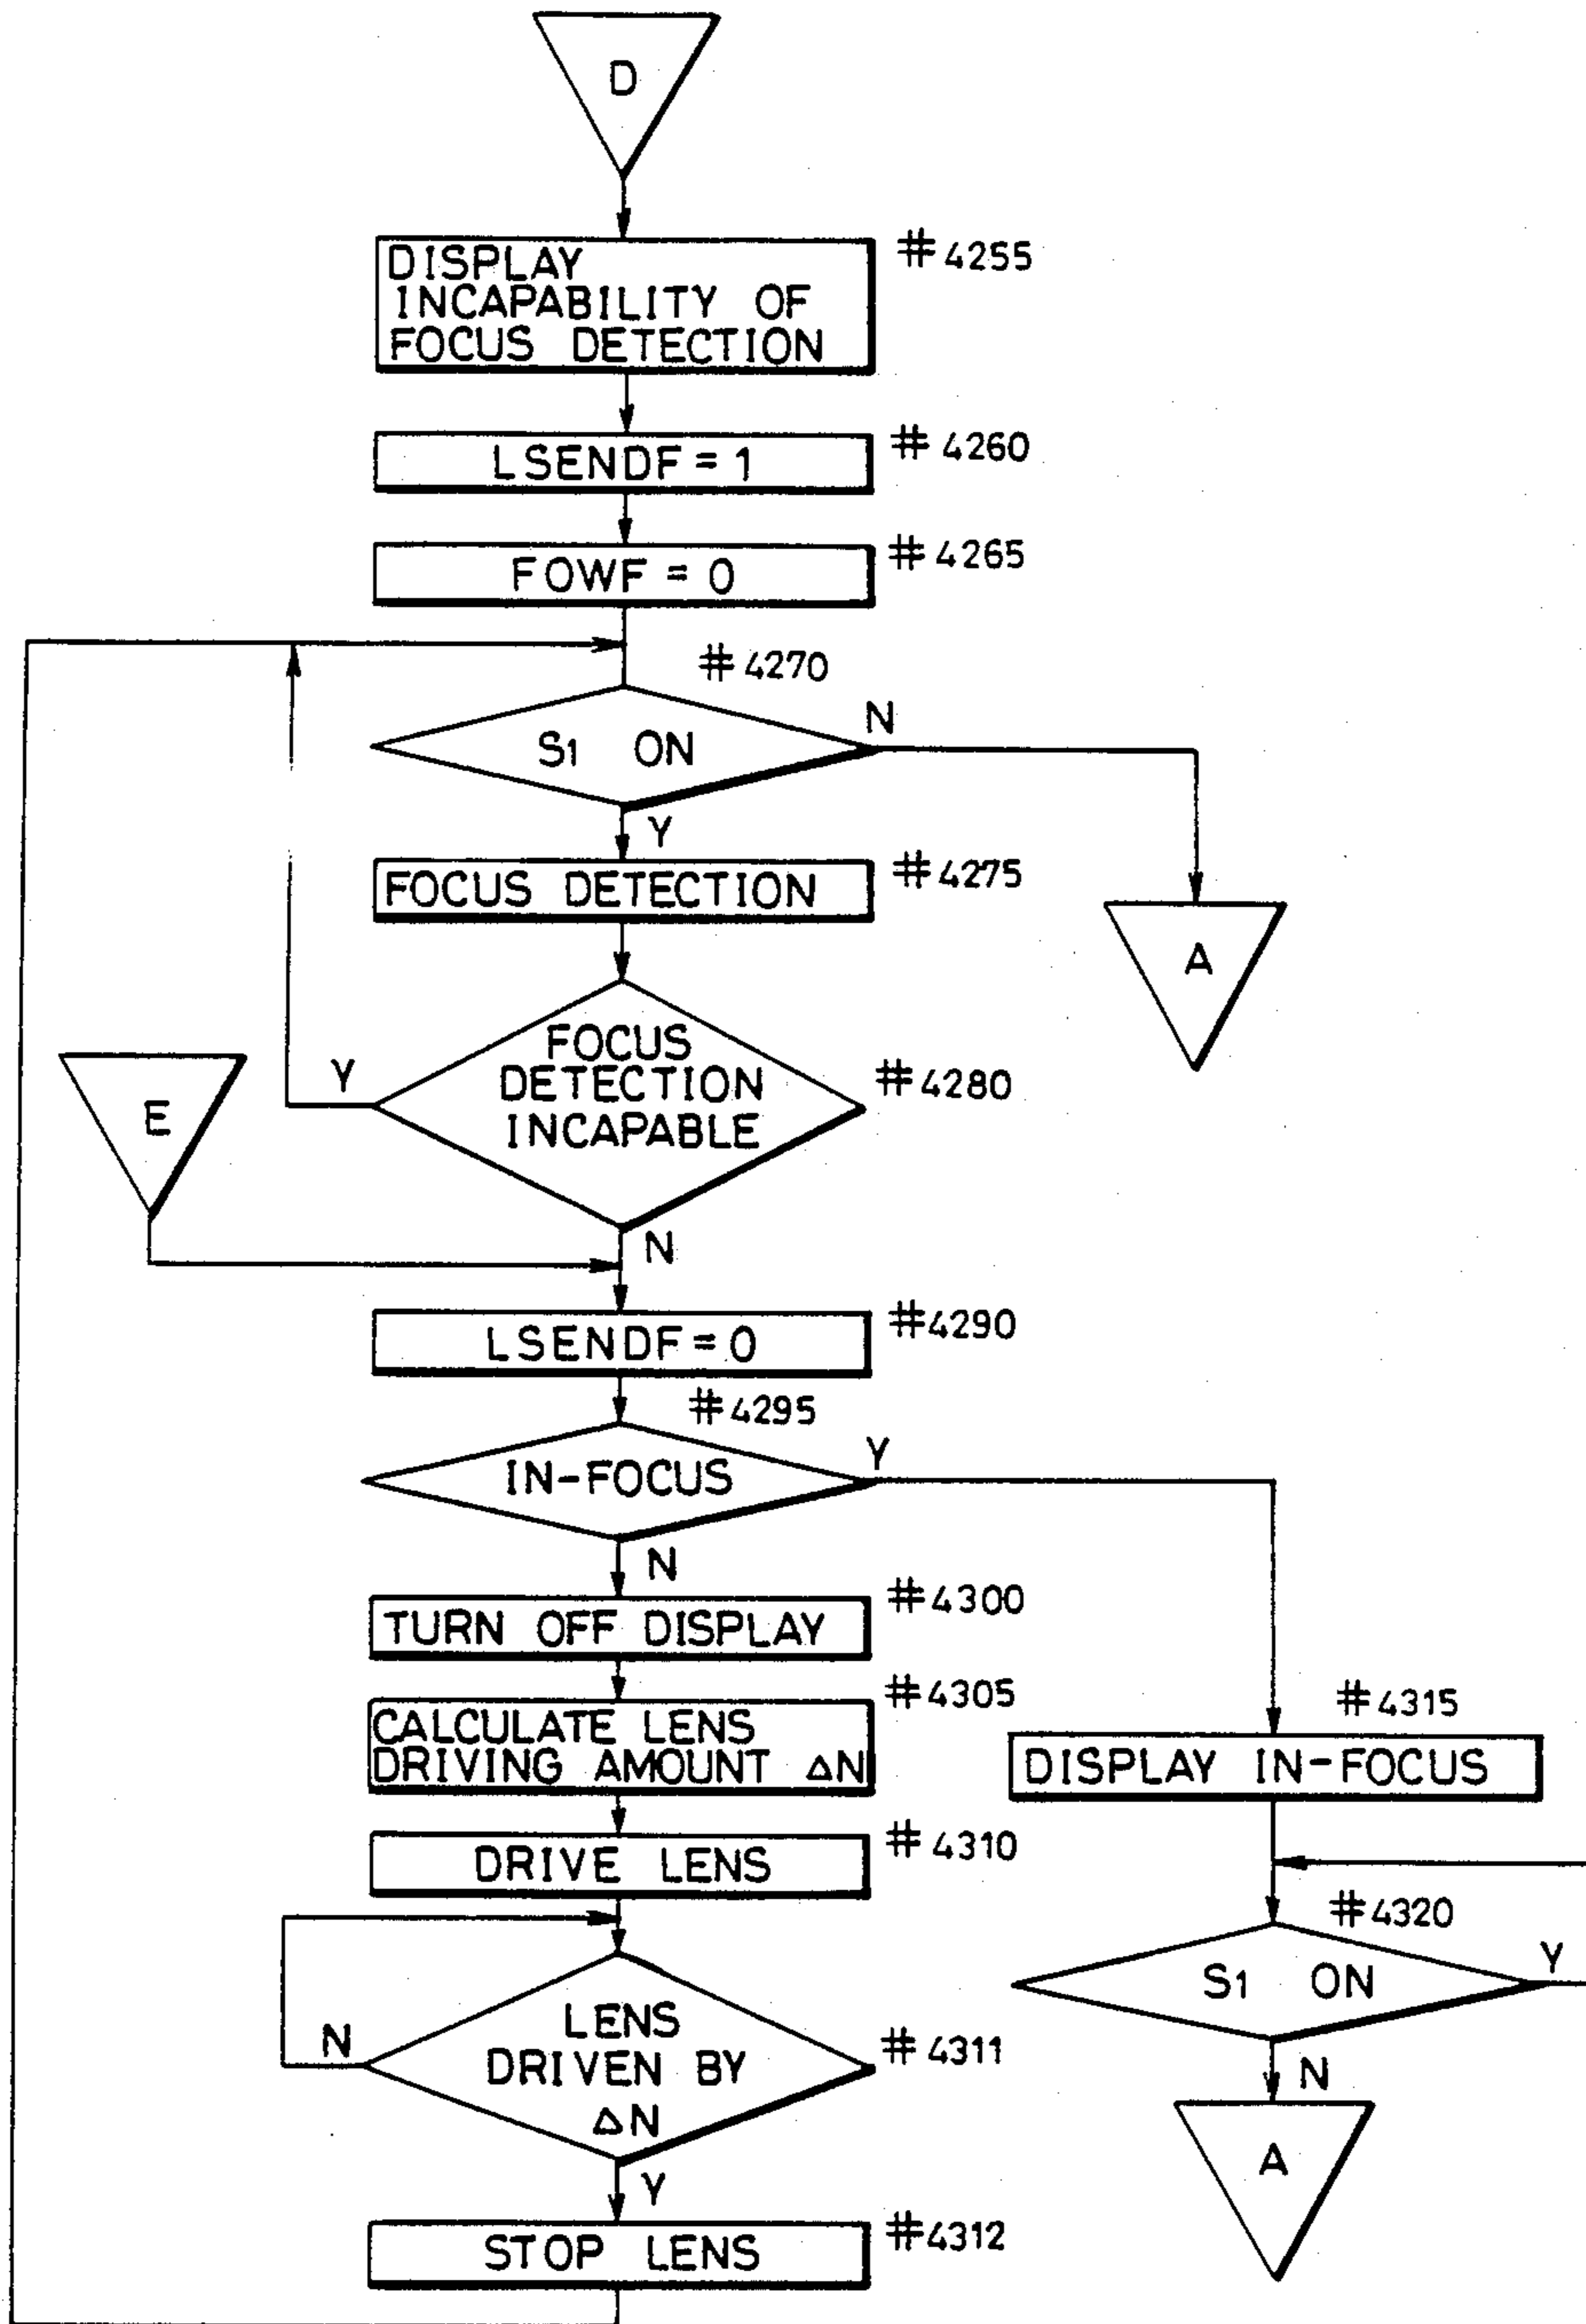 D
DISPLAY
INCAPABILITY OF
FOCUS DETECTION
#4255
LSENDF = 1
#4260
FOWF = 0
#4265
#4270
S1 ON
N
Y
FOCUS DETECTION
#4275
A
FOCUS
DETECTION
INCAPABLE
#4280
Y
E
N
LSENDF = 0
#4290
#4295
IN-FOCUS
Y
N
TURN OFF DISPLAY
#4300
CALCULATE LENS
DRIVING AMOUNT ΔN
#4305
#4315
DISPLAY IN-FOCUS
DRIVE LENS
#4310
#4320
S1 ON
Y
N
LENS
DRIVEN BY
ΔN
#4311
N
Y
A
STOP LENS
#4312